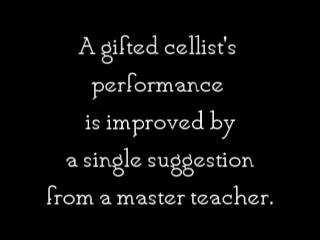 A gifted cellist's
performance
is improved by
a single suggestion
from a master teacher.